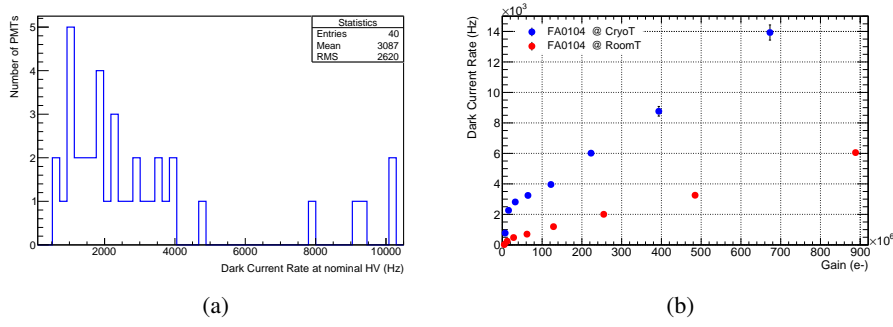 Statistics
Entries 40
Mean 3087
RMS 2620
Number of PMTs
5
4
3
2
1
0
2000 4000 6000 8000 10000
Dark Current Rate at nominal HV (Hz)
(a)
×10³
FA0104 @ CryoT
FA0104 @ RoomT
Dark Current Rate (Hz)
14
12
10
8
6
4
2
0
0 100 200 300 400 500 600 700 800 900
×10⁶
Gain (e-)
(b)